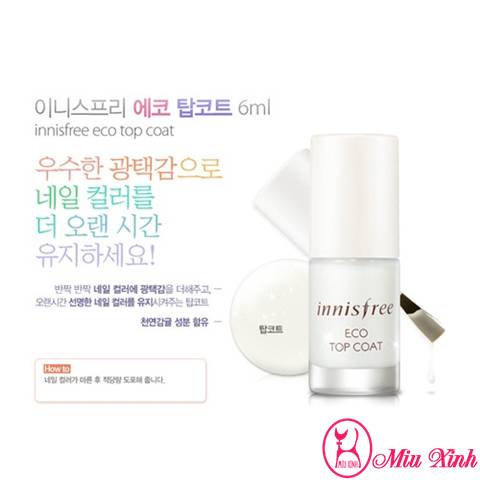 이니스프리 에코 탑코트 6ml
innisfree eco top coat
우수한 광택감으로
네일 컬러를
더 오랜 시간
유지하세요!
반짝 반짝 네일 컬러에 광택감을 더해주고,
오랜시간 선명한 네일 컬러를 유지시켜주는 탑코트
천연감귤 성분 함유
탑코트
innisfree
ECO
TOP COAT
How to
네일 컬러가 마른 후 적당량 도포해 줍니다.
MIU XINH
Miu Xinh